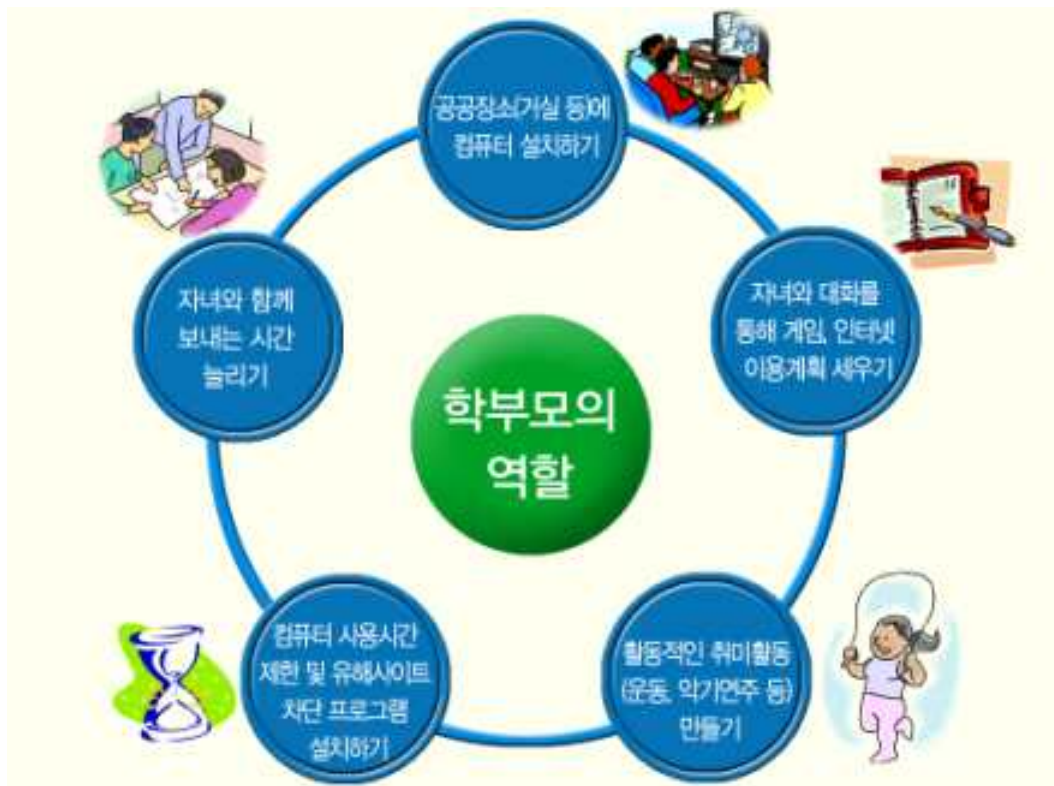 공공장소(거실 등)에
컴퓨터 설치하기
자녀와 대화를
통해 게임, 인터넷
이용계획 세우기
활동적인 취미활동
(운동, 악기연주 등)
만들기
컴퓨터 사용시간
제한 및 유해사이트
차단 프로그램
설치하기
자녀와 함께
보내는 시간
늘리기
학부모의
역할